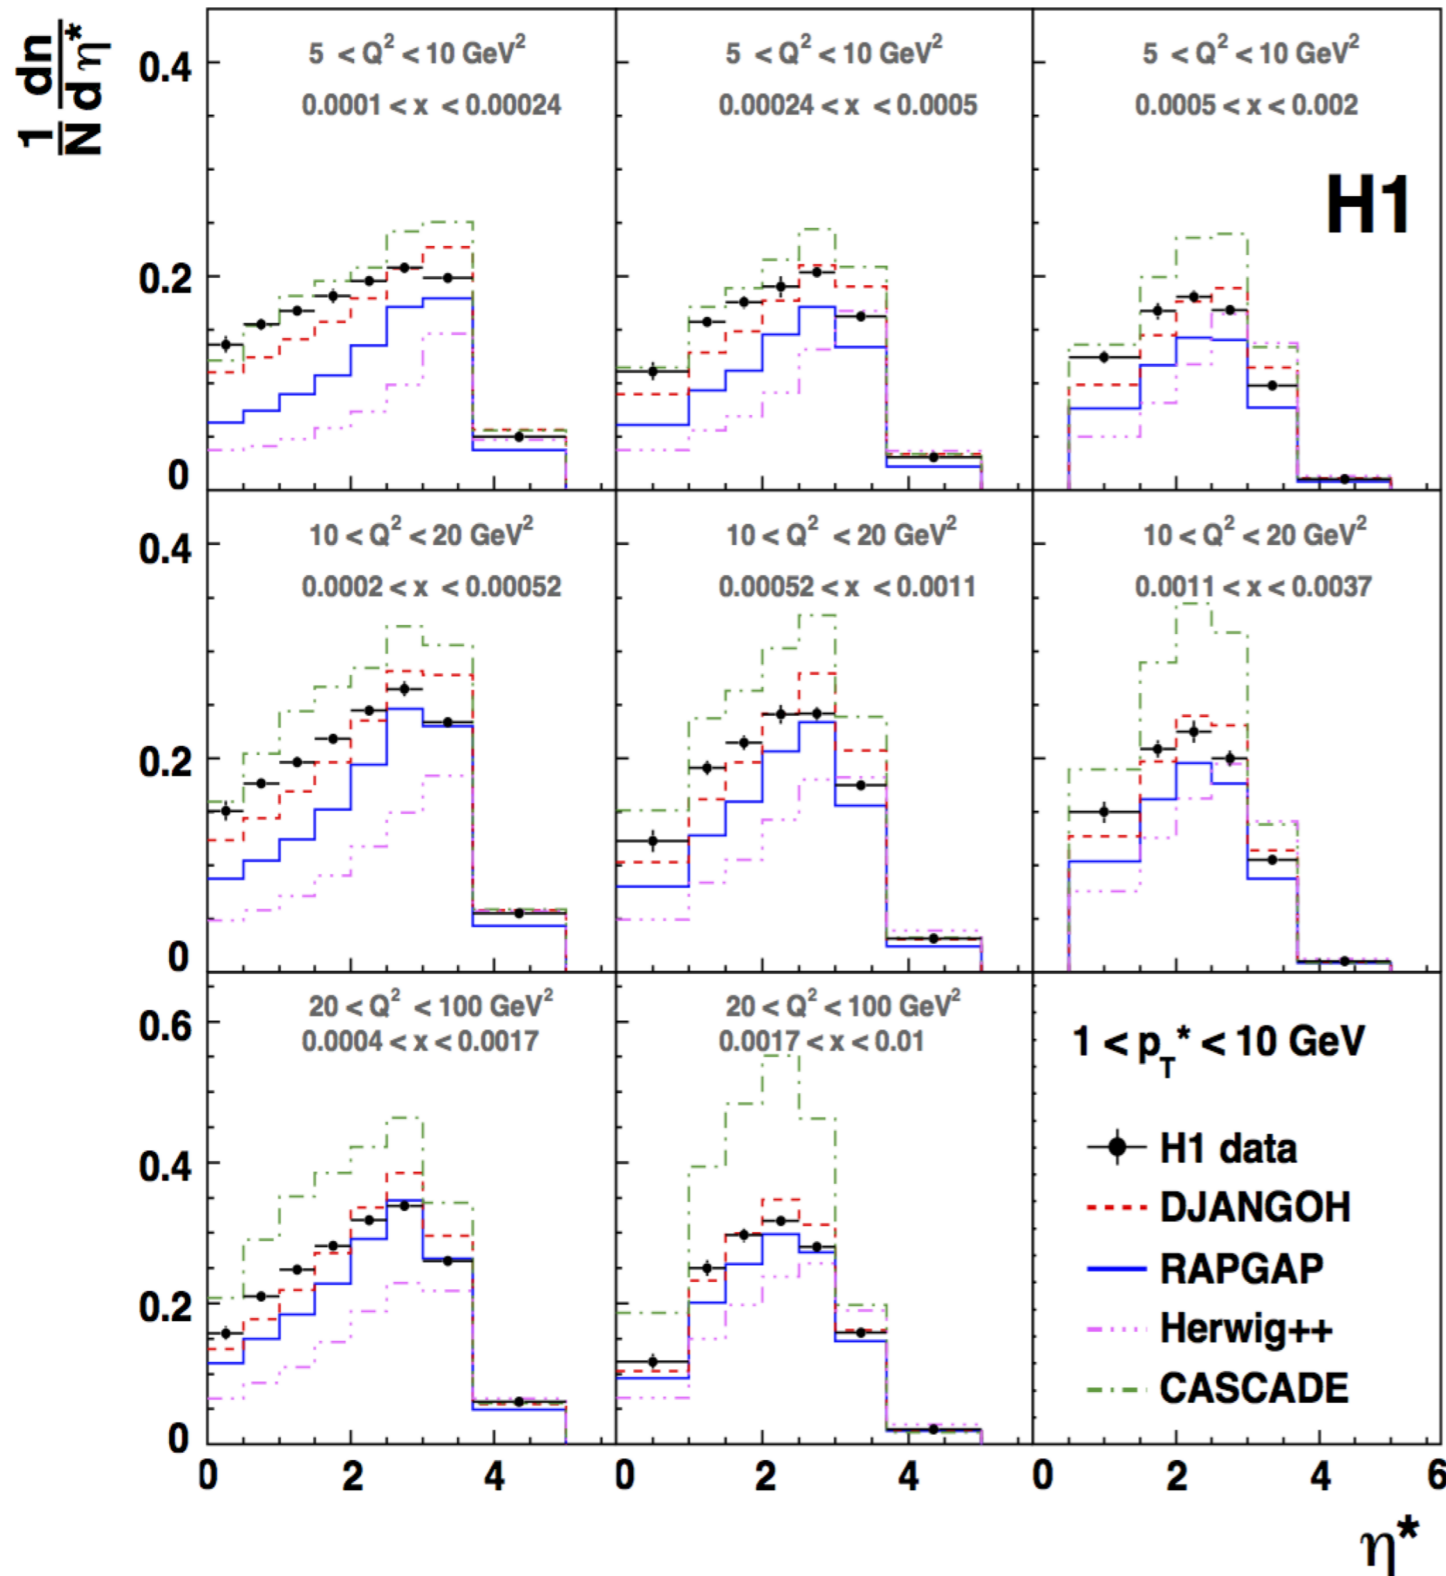 1/N dn/dη*
5 < Q² < 10 GeV²
0.0001 < x < 0.00024
5 < Q² < 10 GeV²
0.00024 < x < 0.0005
5 < Q² < 10 GeV²
0.0005 < x < 0.002
H1
0.4
0.2
0
10 < Q² < 20 GeV²
0.0002 < x < 0.00052
10 < Q² < 20 GeV²
0.00052 < x < 0.0011
10 < Q² < 20 GeV²
0.0011 < x < 0.0037
0.4
0.2
0
20 < Q² < 100 GeV²
0.0004 < x < 0.0017
20 < Q² < 100 GeV²
0.0017 < x < 0.01
0.6
0.4
0.2
0
1 < p_T* < 10 GeV
H1 data
DJANGOH
RAPGAP
Herwig++
CASCADE
0 2 4 0 2 4 0 2 4 6
η*